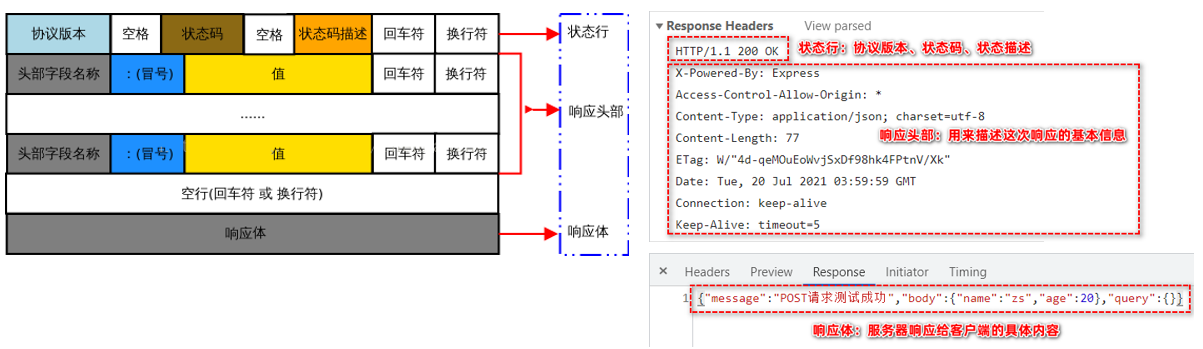 协议版本 空格 状态码 空格 状态码描述 回车符 换行符
头部字段名称 ：(冒号) 值 回车符 换行符
......
头部字段名称 ：(冒号) 值 回车符 换行符
空行(回车符 或 换行符)
响应体
状态行
响应头部
响应体
▼ Response Headers View parsed
HTTP/1.1 200 OK 状态行：协议版本、状态码、状态描述
X-Powered-By: Express
Access-Control-Allow-Origin: *
Content-Type: application/json; charset=utf-8
Content-Length: 77 响应头部：用来描述这次响应的基本信息
ETag: W/"4d-qeMOuEoWvjSxDf98hk4FPtnV/Xk"
Date: Tue, 20 Jul 2021 03:59:59 GMT
Connection: keep-alive
Keep-Alive: timeout=5
× Headers Preview Response Initiator Timing
1 {"message":"POST请求测试成功","body":{"name":"zs","age":20},"query":{}}
响应体：服务器响应给客户端的具体内容